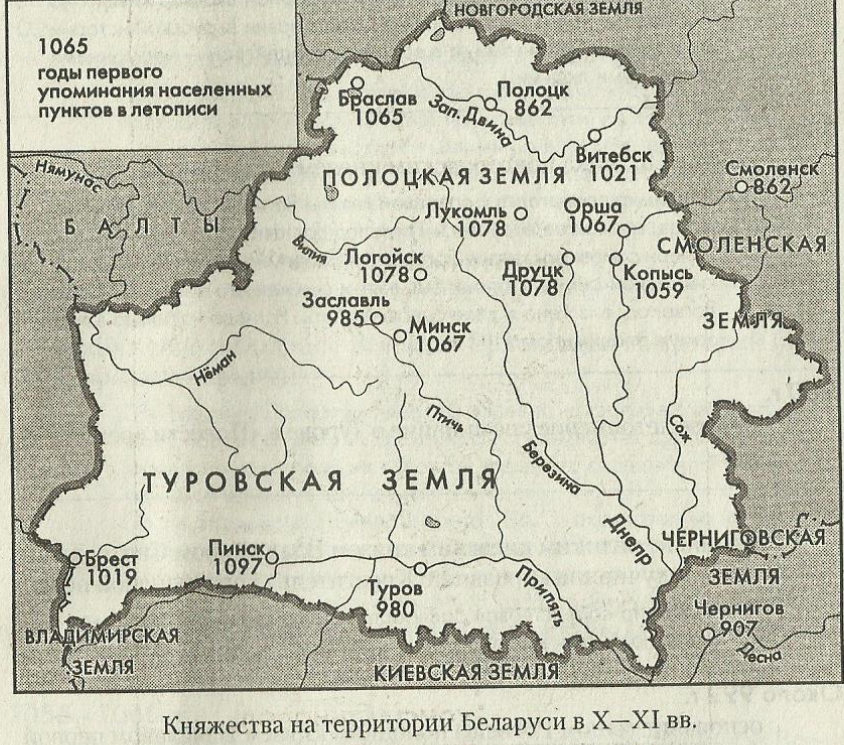 НОВГОРОДСКАЯ ЗЕМЛЯ
1065
годы первого
упоминания населенных
пунктов в летописи
Браслав
1065
Зап. Двина
Полоцк
862
Витебск
1021
Нямунас
ПОЛОЦКАЯ ЗЕМЛЯ
Смоленск
862
БАЛТЫ
Лукомль
1078
Орша
1067
СМОЛЕНСКАЯ
ЗЕМЛЯ
Вилия
Логойск
1078
Друцк
1078
Копысь
1059
Заславль
985
Минск
1067
Нёман
Птичь
Сож
Березина
ТУРОВСКАЯ ЗЕМЛЯ
Днепр
ЧЕРНИГОВСКАЯ
ЗЕМЛЯ
Брест
1019
Пинск
1097
Туров
980
Припять
Чернигов
907
Десна
ВЛАДИМИРСКАЯ
ЗЕМЛЯ
КИЕВСКАЯ ЗЕМЛЯ
Княжества на территории Беларуси в X—XI вв.